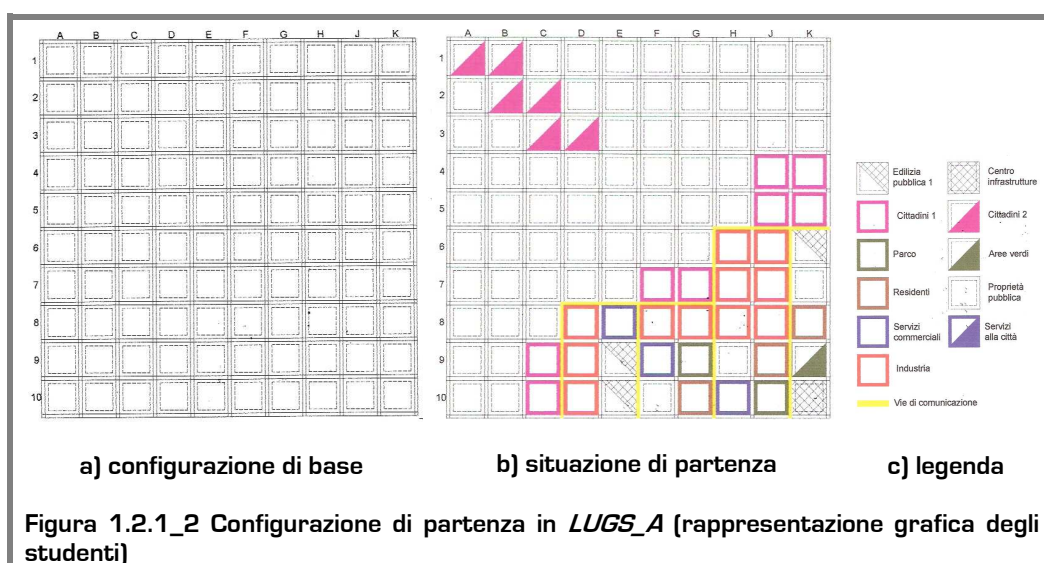 A B C D E F G H J K
1
2
3
4
5
6
7
8
9
10
A B C D E F G H J K
1
2
3
4
5
6
7
8
9
10
Edilizia
pubblica 1
Centro
infrastrutture
Cittadini 1
Cittadini 2
Parco
Aree verdi
Residenti
Proprietà
pubblica
Servizi
commerciali
Servizi
alla città
Industria
Vie di comunicazione
a) configurazione di base
b) situazione di partenza
c) legenda
Figura 1.2.1_2 Configurazione di partenza in LUGS_A (rappresentazione grafica degli
studenti)